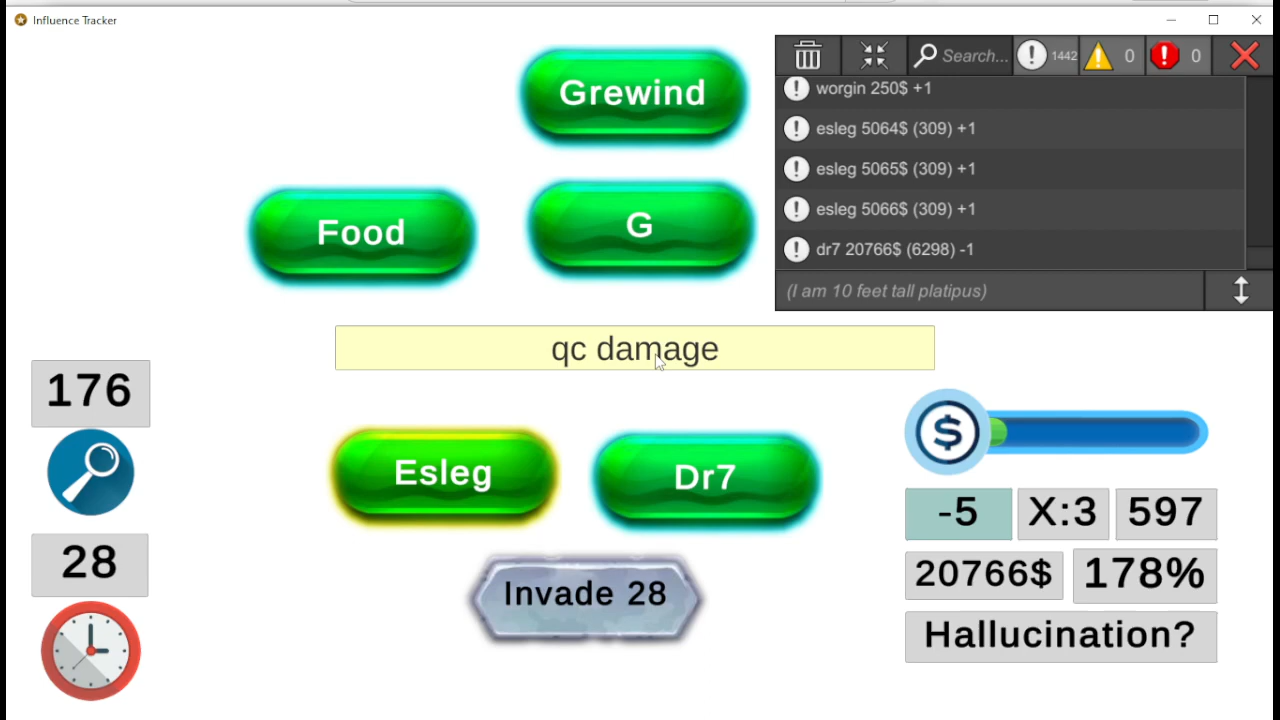 Influence Tracker
Grewind
Food
G
Search...
1442
0
0
worgin 250$ +1
esleg 5064$ (309) +1
esleg 5065$ (309) +1
esleg 5066$ (309) +1
dr7 20766$ (6298) -1
(I am 10 feet tall platipus)
qc damage
176
28
Esleg
Dr7
Invade 28
$
-5
X:3
597
20766$
178%
Hallucination?